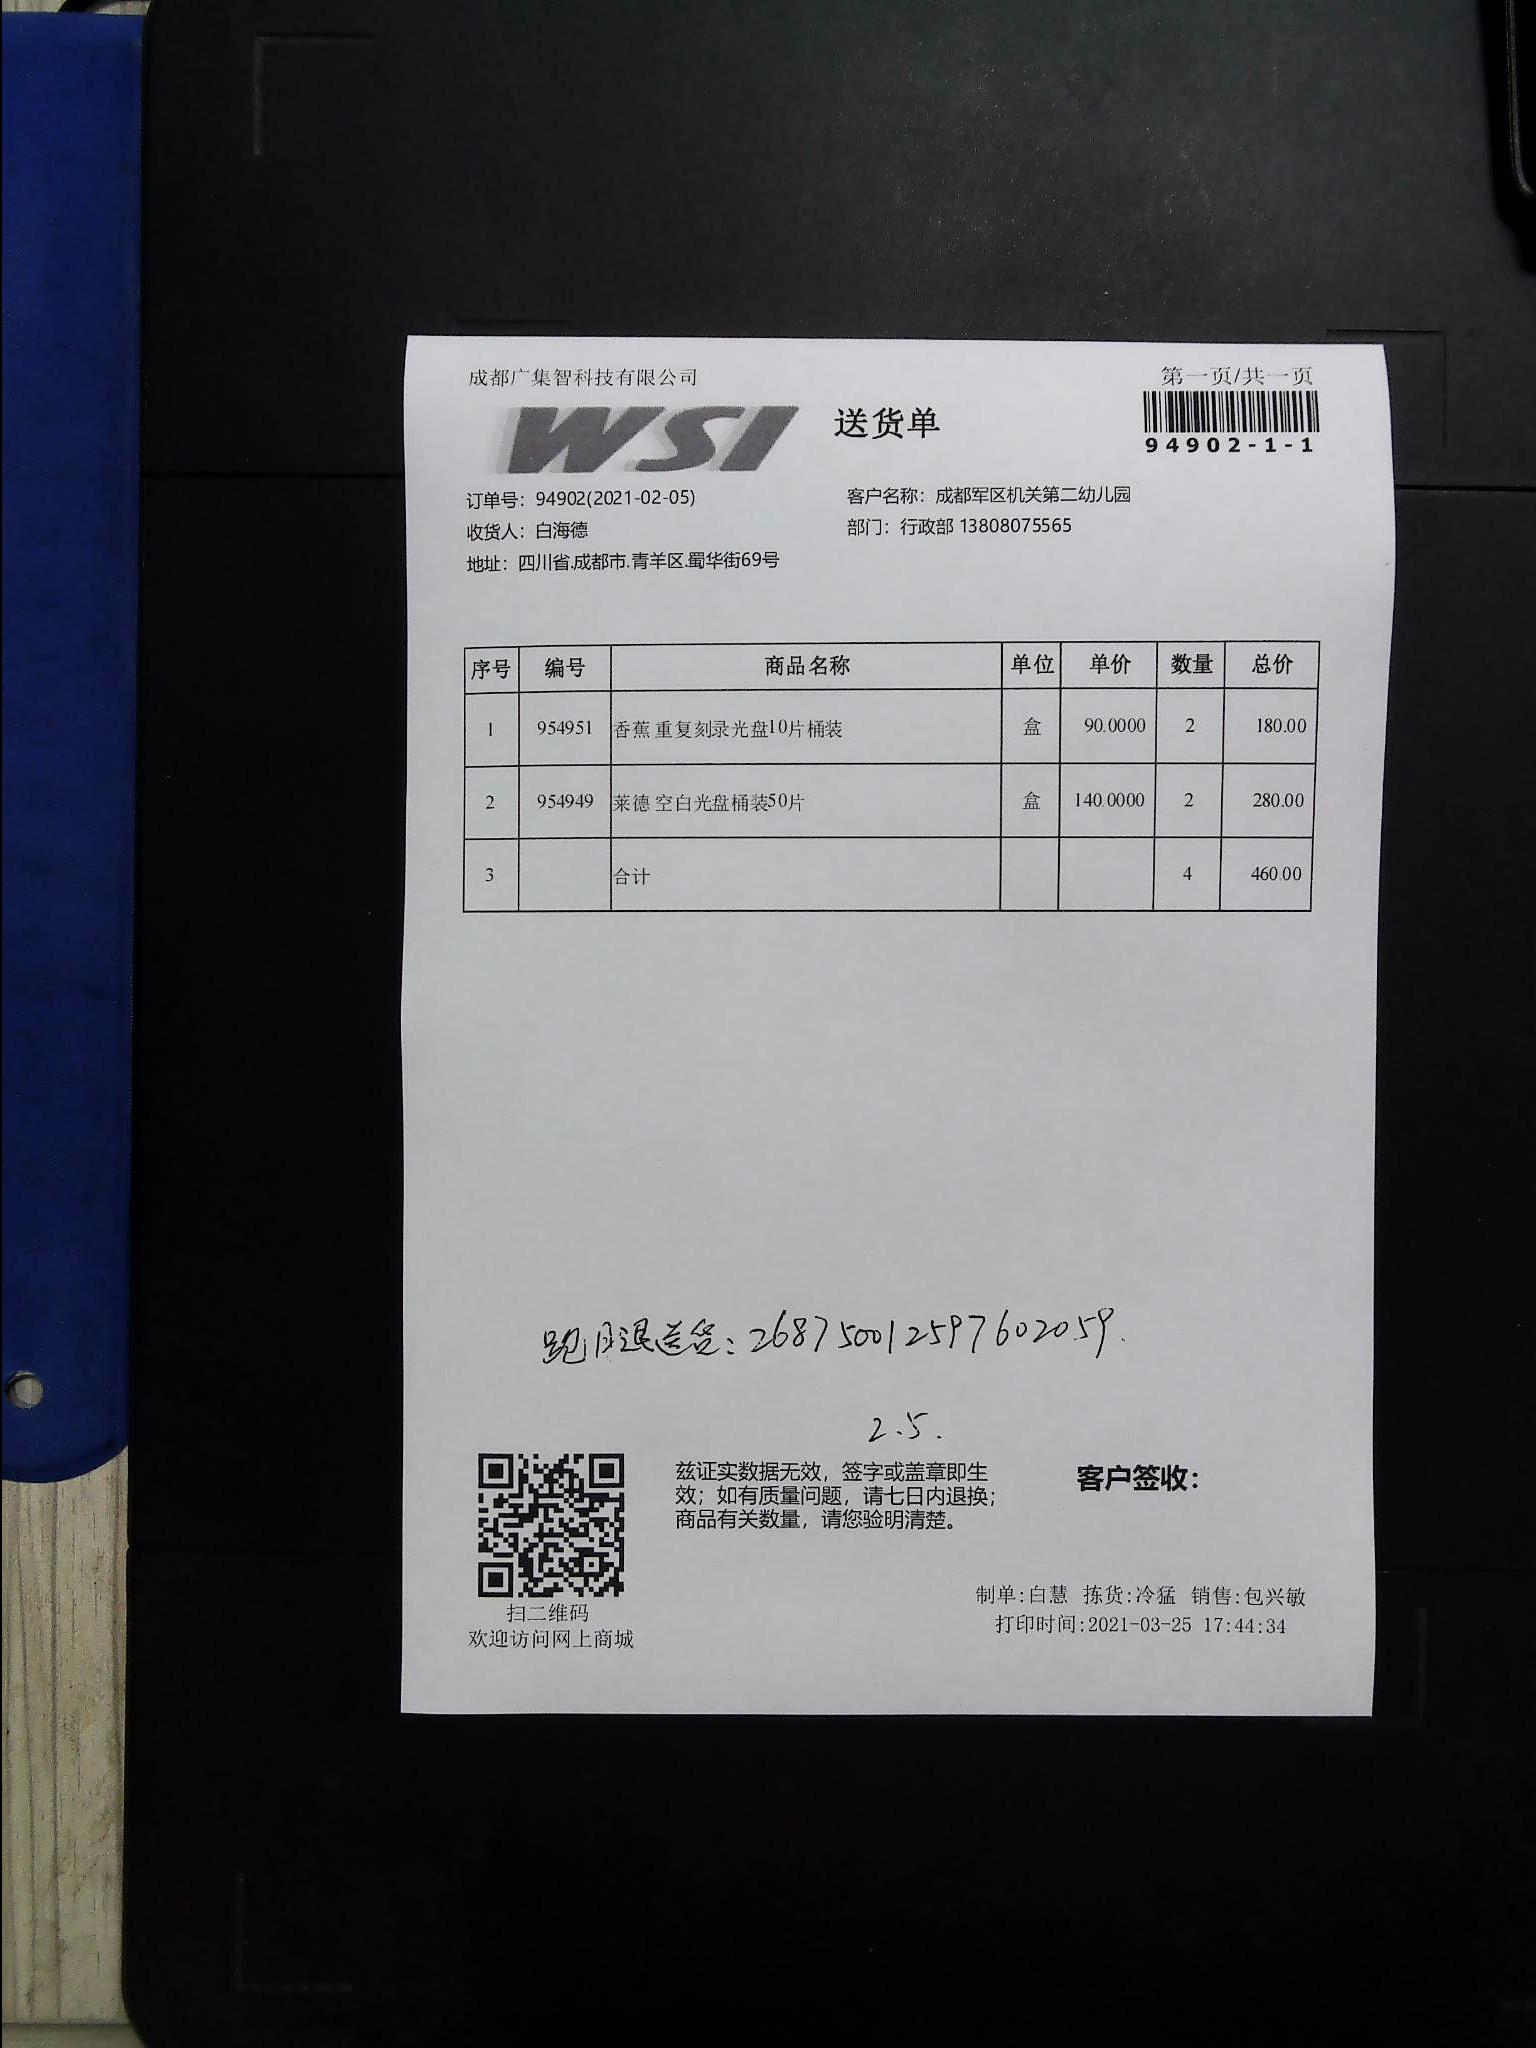 成都广集智科技有限公司
第一页/共一页
WSI
送货单
94902-1-1
订单号：94902(2021-02-05)
客户名称：成都军区机关第二幼儿园
收货人：白海德
部门：行政部 13808075565
地址：四川省.成都市.青羊区.蜀华街69号
序号 编号 商品名称 单位 单价 数量 总价
1 954951 香蕉 重复刻录光盘10片桶装 盒 90.0000 2 180.00
2 954949 莱德 空白光盘桶装50片 盒 140.0000 2 280.00
3 合计 4 460.00
跑腿送货：268750012597602059.
2.5.
兹证实数据无效，签字或盖章即生
效；如有质量问题，请七日内退换；
商品有关数量，请您验明清楚。
客户签收：
扫二维码
欢迎访问网上商城
制单:白慧 拣货:冷猛 销售:包兴敏
打印时间:2021-03-25 17:44:34